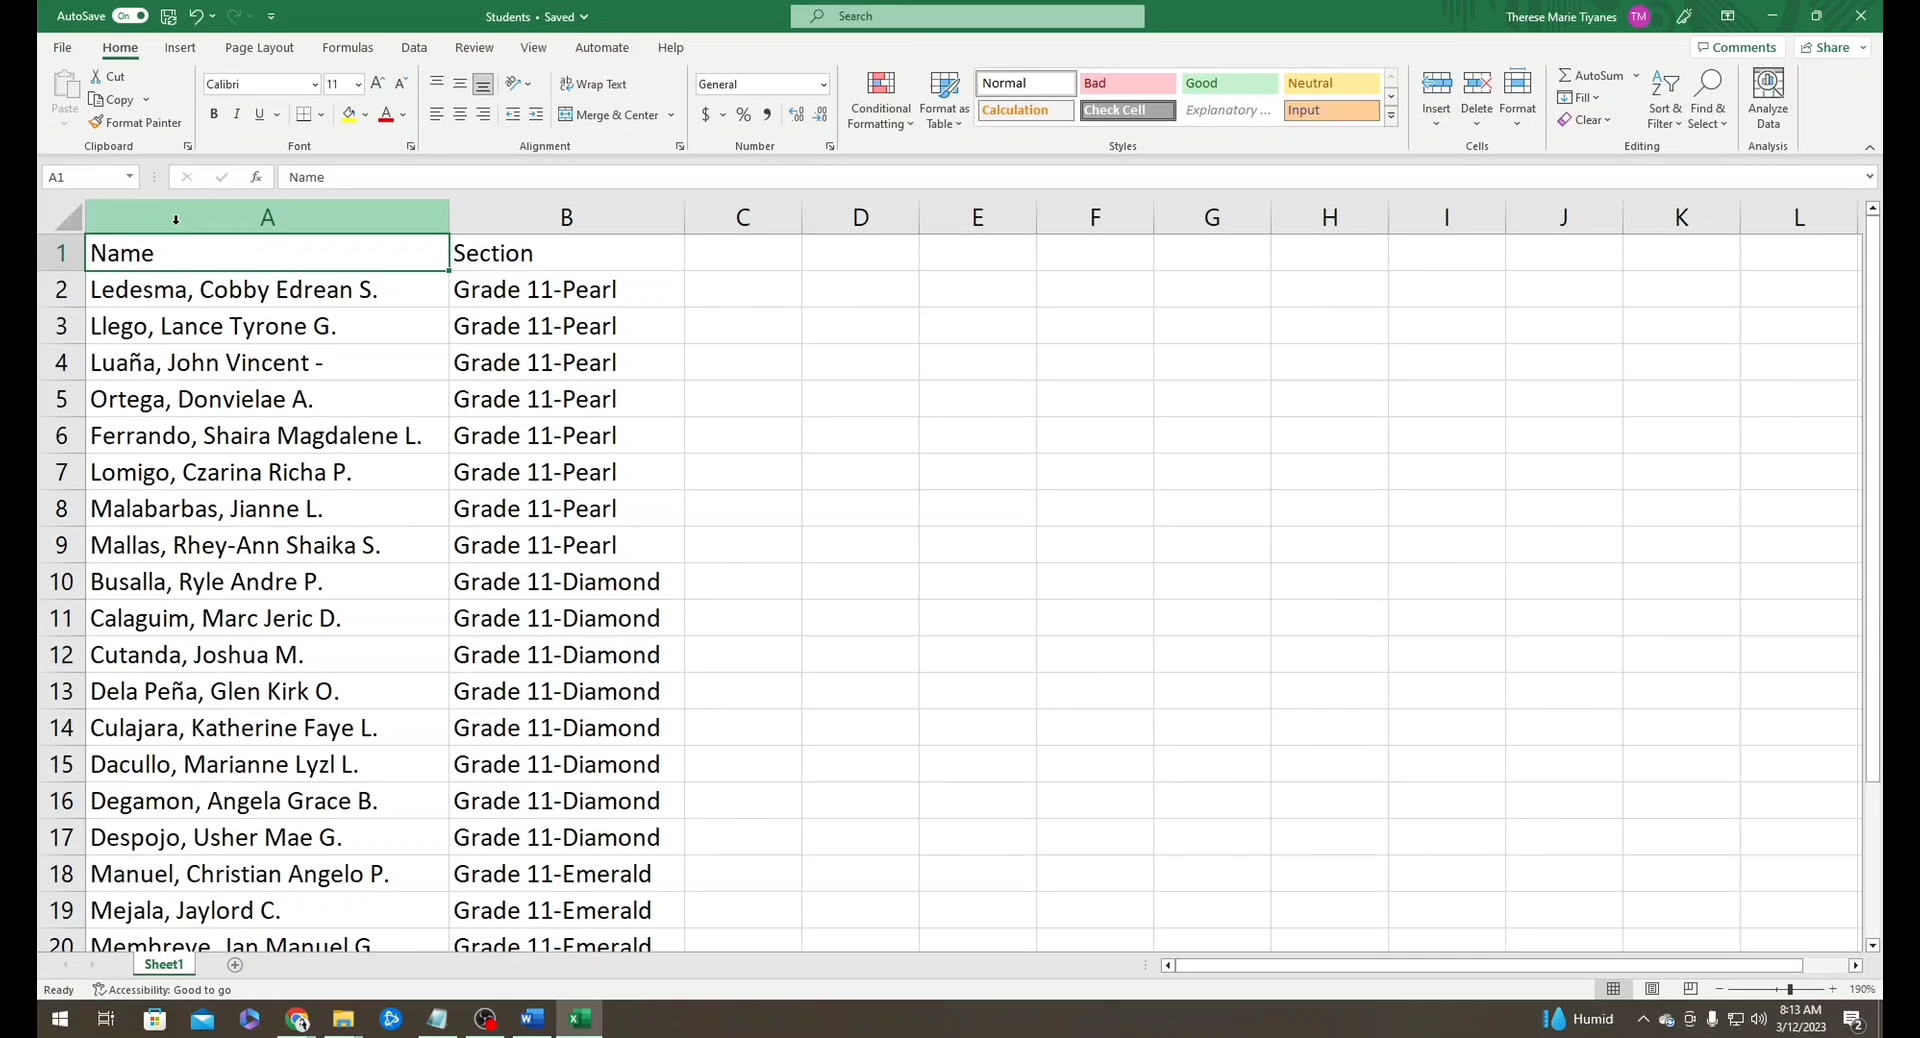 AutoSave On Students • Saved Search Therese Marie Tiyanes TM
File Home Insert Page Layout Formulas Data Review View Automate Help Comments Share
Paste Cut Copy Format Painter Clipboard
Calibri 11 B I U A Font
Wrap Text Merge & Center Alignment
General $ % Number
Conditional Formatting Format as Table
Normal Bad Good Neutral
Calculation Check Cell Explanatory ... Input
Styles
Insert Delete Format Cells
AutoSum Fill Clear Sort & Filter Find & Select Editing
Analyze Data Analysis
A1 fx Name
A B C D E F G H I J K L
1 Name Section
2 Ledesma, Cobby Edrean S. Grade 11-Pearl
3 Llego, Lance Tyrone G. Grade 11-Pearl
4 Luaña, John Vincent - Grade 11-Pearl
5 Ortega, Donvielae A. Grade 11-Pearl
6 Ferrando, Shaira Magdalene L. Grade 11-Pearl
7 Lomigo, Czarina Richa P. Grade 11-Pearl
8 Malabarbas, Jianne L. Grade 11-Pearl
9 Mallas, Rhey-Ann Shaika S. Grade 11-Pearl
10 Busalla, Ryle Andre P. Grade 11-Diamond
11 Calaguim, Marc Jeric D. Grade 11-Diamond
12 Cutanda, Joshua M. Grade 11-Diamond
13 Dela Peña, Glen Kirk O. Grade 11-Diamond
14 Culajara, Katherine Faye L. Grade 11-Diamond
15 Dacullo, Marianne Lyzl L. Grade 11-Diamond
16 Degamon, Angela Grace B. Grade 11-Diamond
17 Despojo, Usher Mae G. Grade 11-Diamond
18 Manuel, Christian Angelo P. Grade 11-Emerald
19 Mejala, Jaylord C. Grade 11-Emerald
20 Membreve, Jan Manuel G. Grade 11-Emerald
Sheet1
Ready Accessibility: Good to go 190%
Humid 8:13 AM
3/12/2023 2